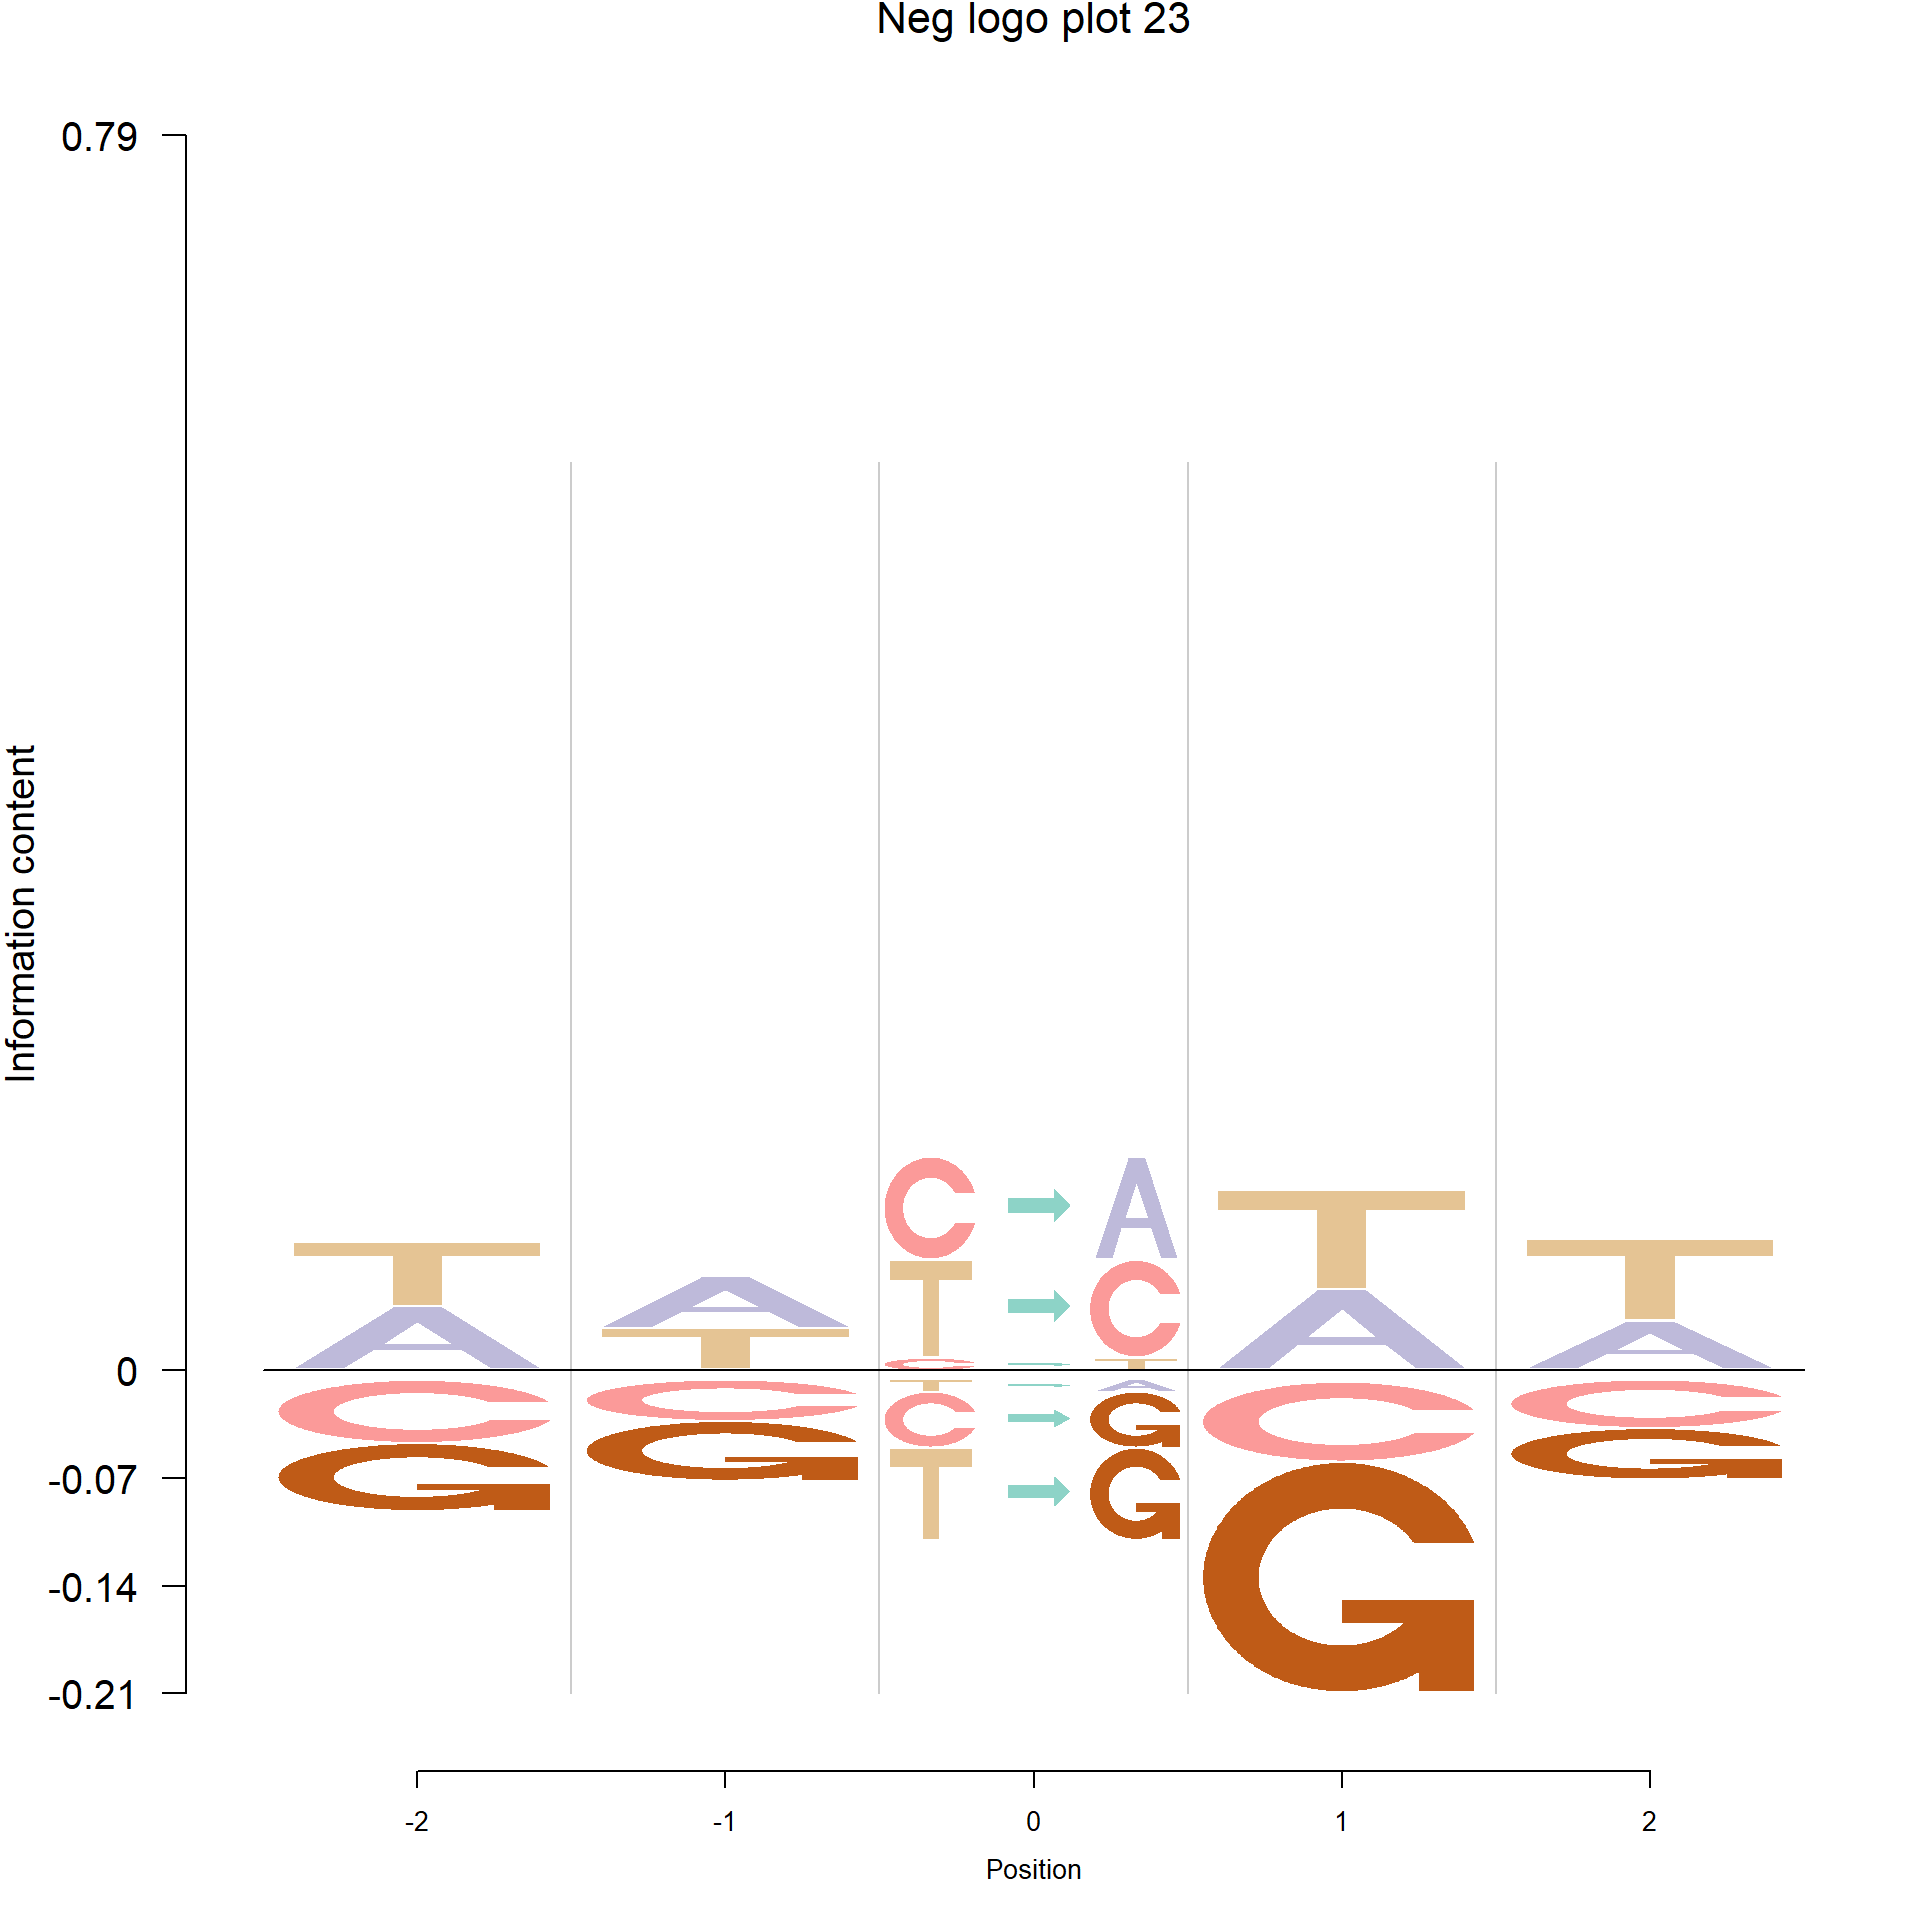 Neg logo plot 23
0.79
0
-0.07
-0.14
-0.21
Information content
T A C G
A T C G
C → A
T → C
C → T
T → A
C → G
T → G
T A C G
T A C G
-2 -1 0 1 2
Position